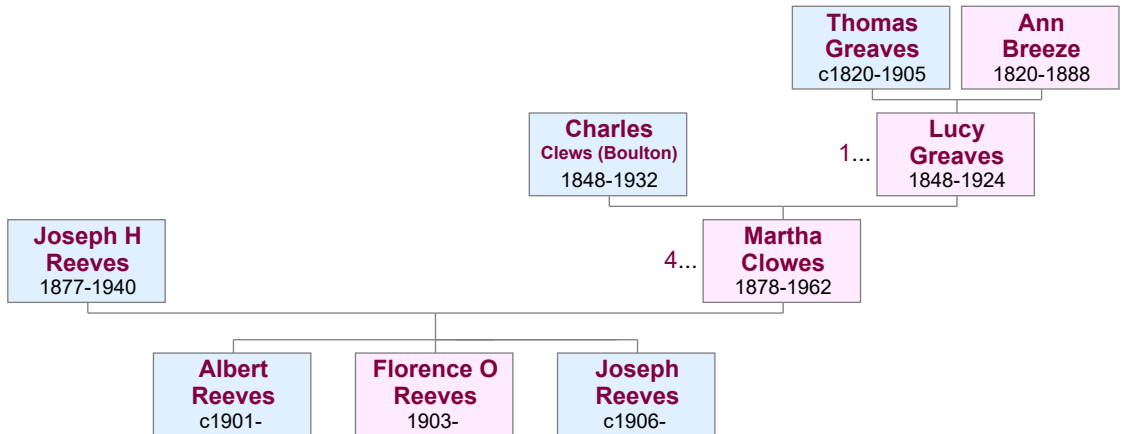 Thomas
Greaves
c1820-1905
Ann
Breeze
1820-1888
Charles
Clews (Boulton)
1848-1932
1...
Lucy
Greaves
1848-1924
Joseph H
Reeves
1877-1940
4...
Martha
Clowes
1878-1962
Albert
Reeves
c1901-
Florence O
Reeves
1903-
Joseph
Reeves
c1906-